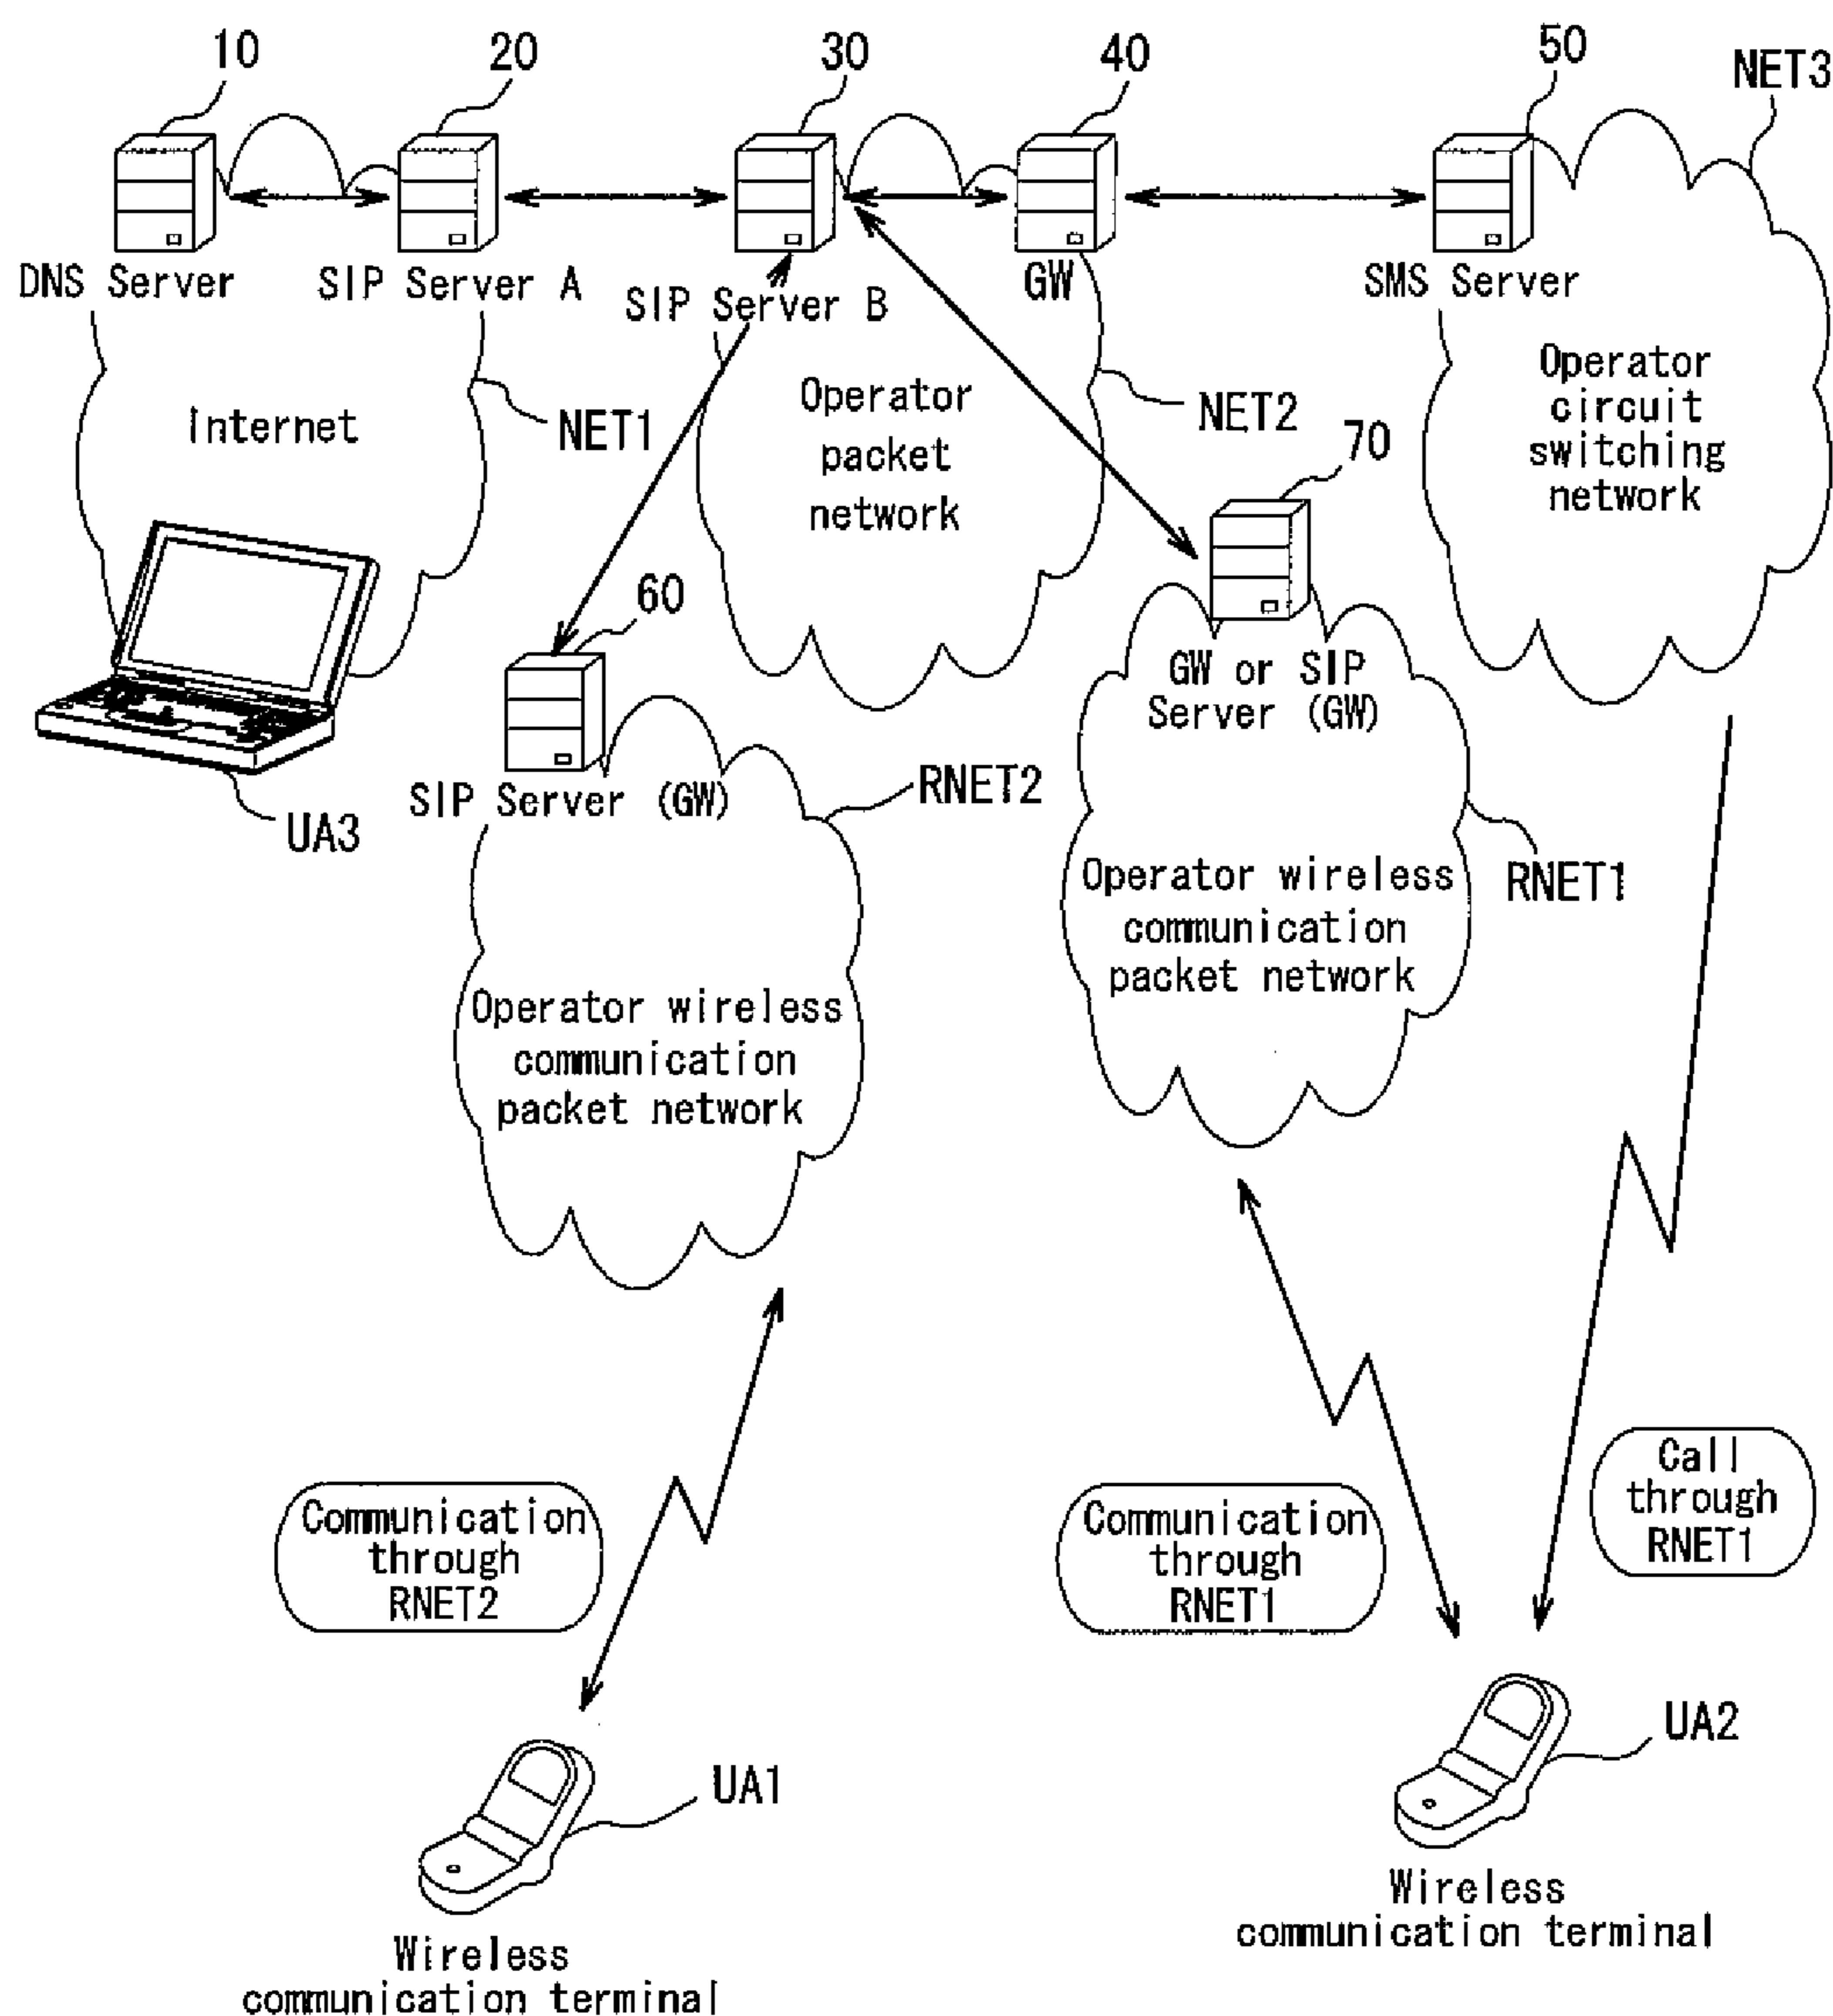 10
20
30
40
50
NET3
DNS Server
SIP Server A
SIP Server B
GW
SMS Server
Internet
NET1
Operator
packet
network
NET2
Operator
circuit
switching
network
70
60
GW or SIP
Server (GW)
SIP Server (GW)
RNET2
UA3
Operator wireless
communication
packet network
RNET1
Operator wireless
communication
packet network
Communication
through
RNET2
Communication
through
RNET1
Call
through
RNET1
UA1
UA2
Wireless
communication terminal
Wireless
communication terminal